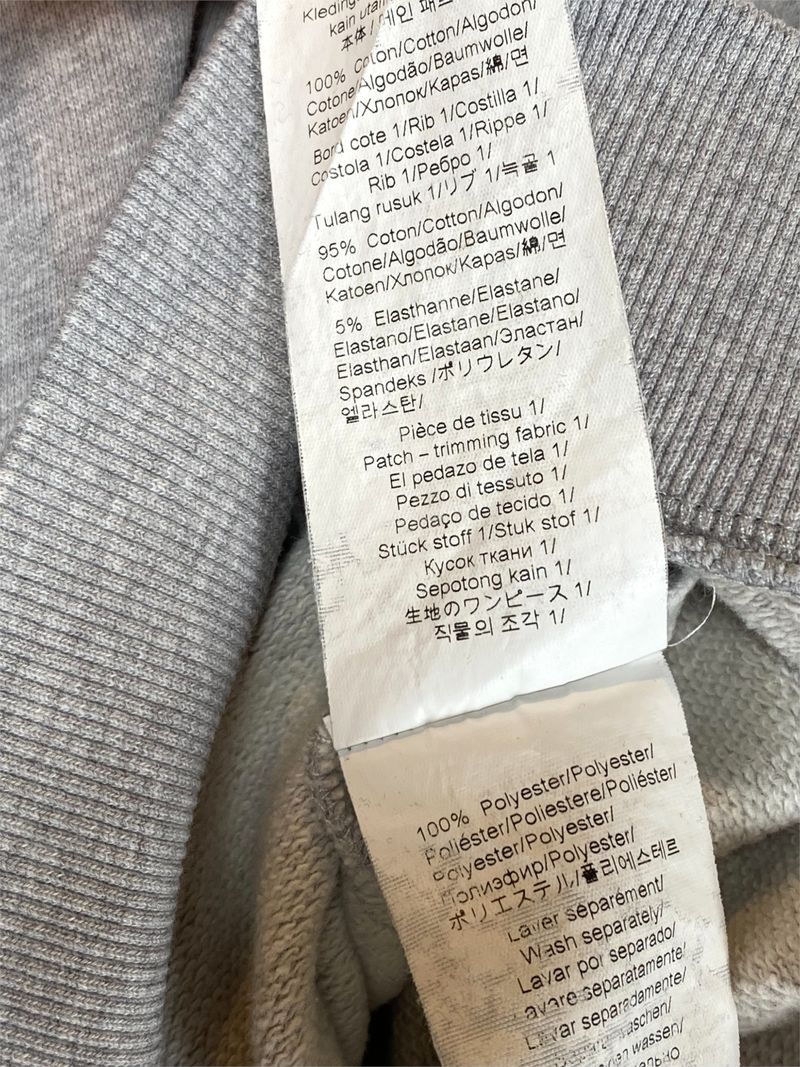 Kleding
kain utam
本体 / 메인 패
100% Coton/Cotton/Algodon/
Cotone/Algodão/Baumwolle/
Katoen/Хлопок/Kapas/綿/면
Bord cote 1/Rib 1/Costilla 1/
Costola 1/Costela 1/Rippe 1/
Rib 1/Ребро 1/
Tulang rusuk 1/リブ 1/늑골 1
95% Coton/Cotton/Algodon/
Cotone/Algodão/Baumwolle/
Katoen/Хлопок/Kapas/綿/면
5% Elasthanne/Elastane/
Elastano/Elastane/Elastano/
Elasthan/Elastaan/Эластан/
Spandeks /ポリウレタン/
엘라스탄/
Pièce de tissu 1/
Patch – trimming fabric 1/
El pedazo de tela 1/
Pezzo di tessuto 1/
Pedaço de tecido 1/
Stück stoff 1/Stuk stof 1/
Кусок ткани 1/
Sepotong kain 1/
生地のワンピース 1/
직물의 조각 1/
100% Polyester/Polyester/
Poliéster/Poliestere/Poliéster/
Polyester/Polyester/
Полиэфир/Polyester/
ポリエステル/폴리에스테르
Laver séparément/
Wash separately/
Lavar por separado/
Lavare separatamente/
Lavar separadamente/
waschen/
wassen/